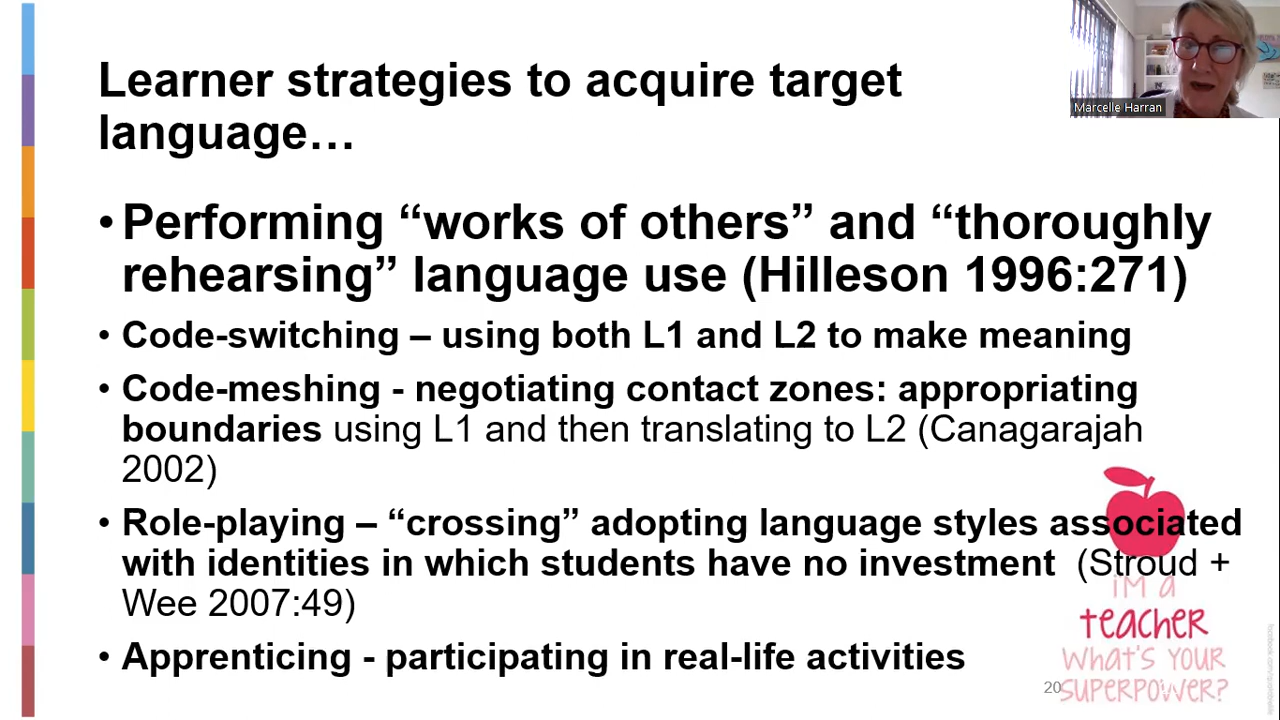 Marcelle Harran
Learner strategies to acquire target
language…
• Performing “works of others” and “thoroughly
rehearsing” language use (Hilleson 1996:271)
• Code-switching – using both L1 and L2 to make meaning
• Code-meshing - negotiating contact zones: appropriating
boundaries using L1 and then translating to L2 (Canagarajah
2002)
• Role-playing – “crossing” adopting language styles associated
with identities in which students have no investment (Stroud +
Wee 2007:49)
• Apprenticing - participating in real-life activities
i'M a
teacher
WHAT'S YOUR
SUPERPOWER?
20